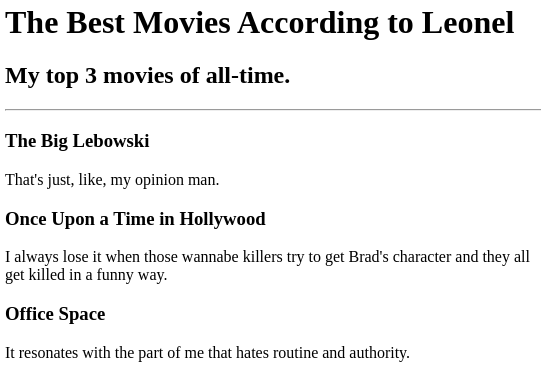 The Best Movies According to Leonel
My top 3 movies of all-time.
The Big Lebowski
That's just, like, my opinion man.
Once Upon a Time in Hollywood
I always lose it when those wannabe killers try to get Brad's character and they all
get killed in a funny way.
Office Space
It resonates with the part of me that hates routine and authority.